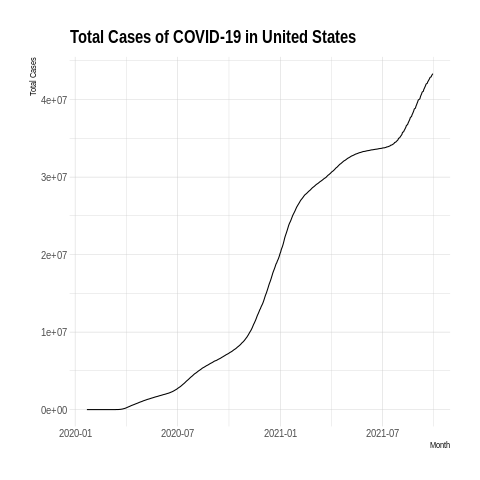 Total Cases of COVID-19 in United States
Total Cases
4e+07
3e+07
2e+07
1e+07
0e+00
2020-01 2020-07 2021-01 2021-07
Month